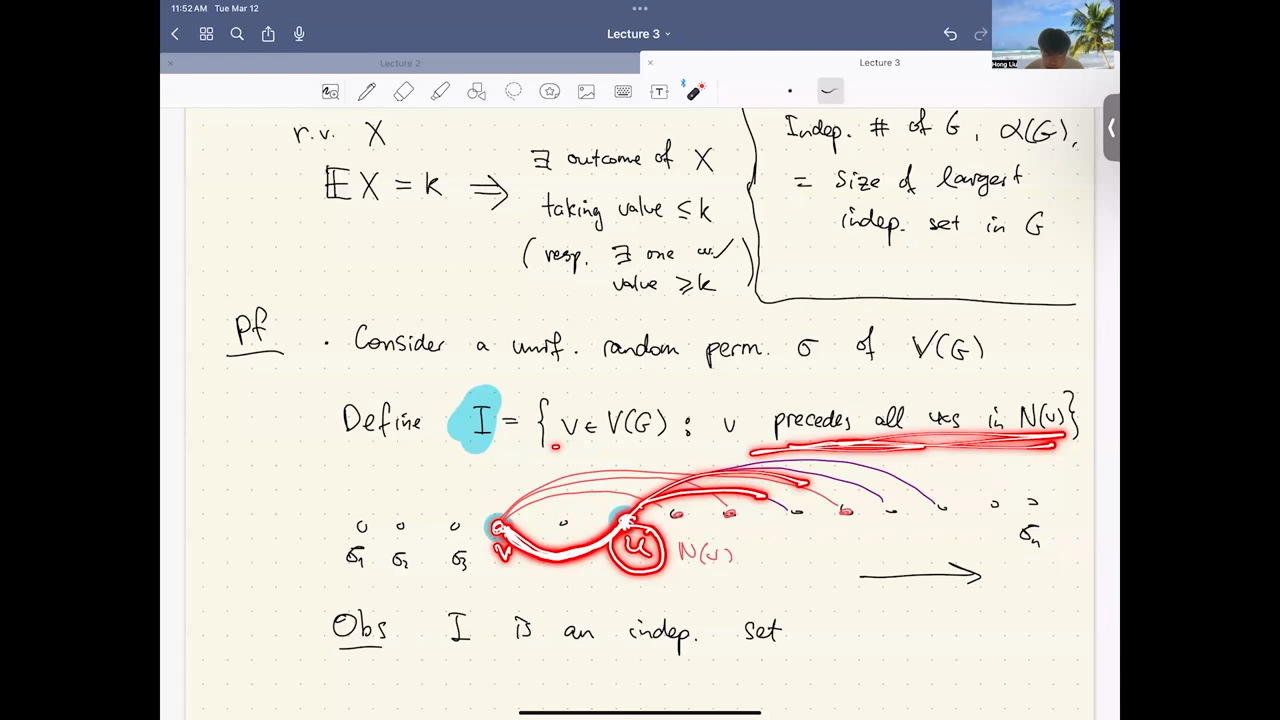 11:52 AM Tue Mar 12
Lecture 3
Lecture 2
Lecture 3
Hong Liu
r.v. X
𝔼X = k ⇒
∃ outcome of X
taking value ≤ k
(resp. ∃ one w/
value ≥ k)
Indep. # of G, α(G),
= size of largest
indep. set in G
Pf
· Consider a unif. random perm. σ of V(G)
Define I = { v ∈ V(G) : v precedes all in N(v)}
σ₁ σ₂ σ₃ v u N(v) σₙ
Obs I is an indep. set